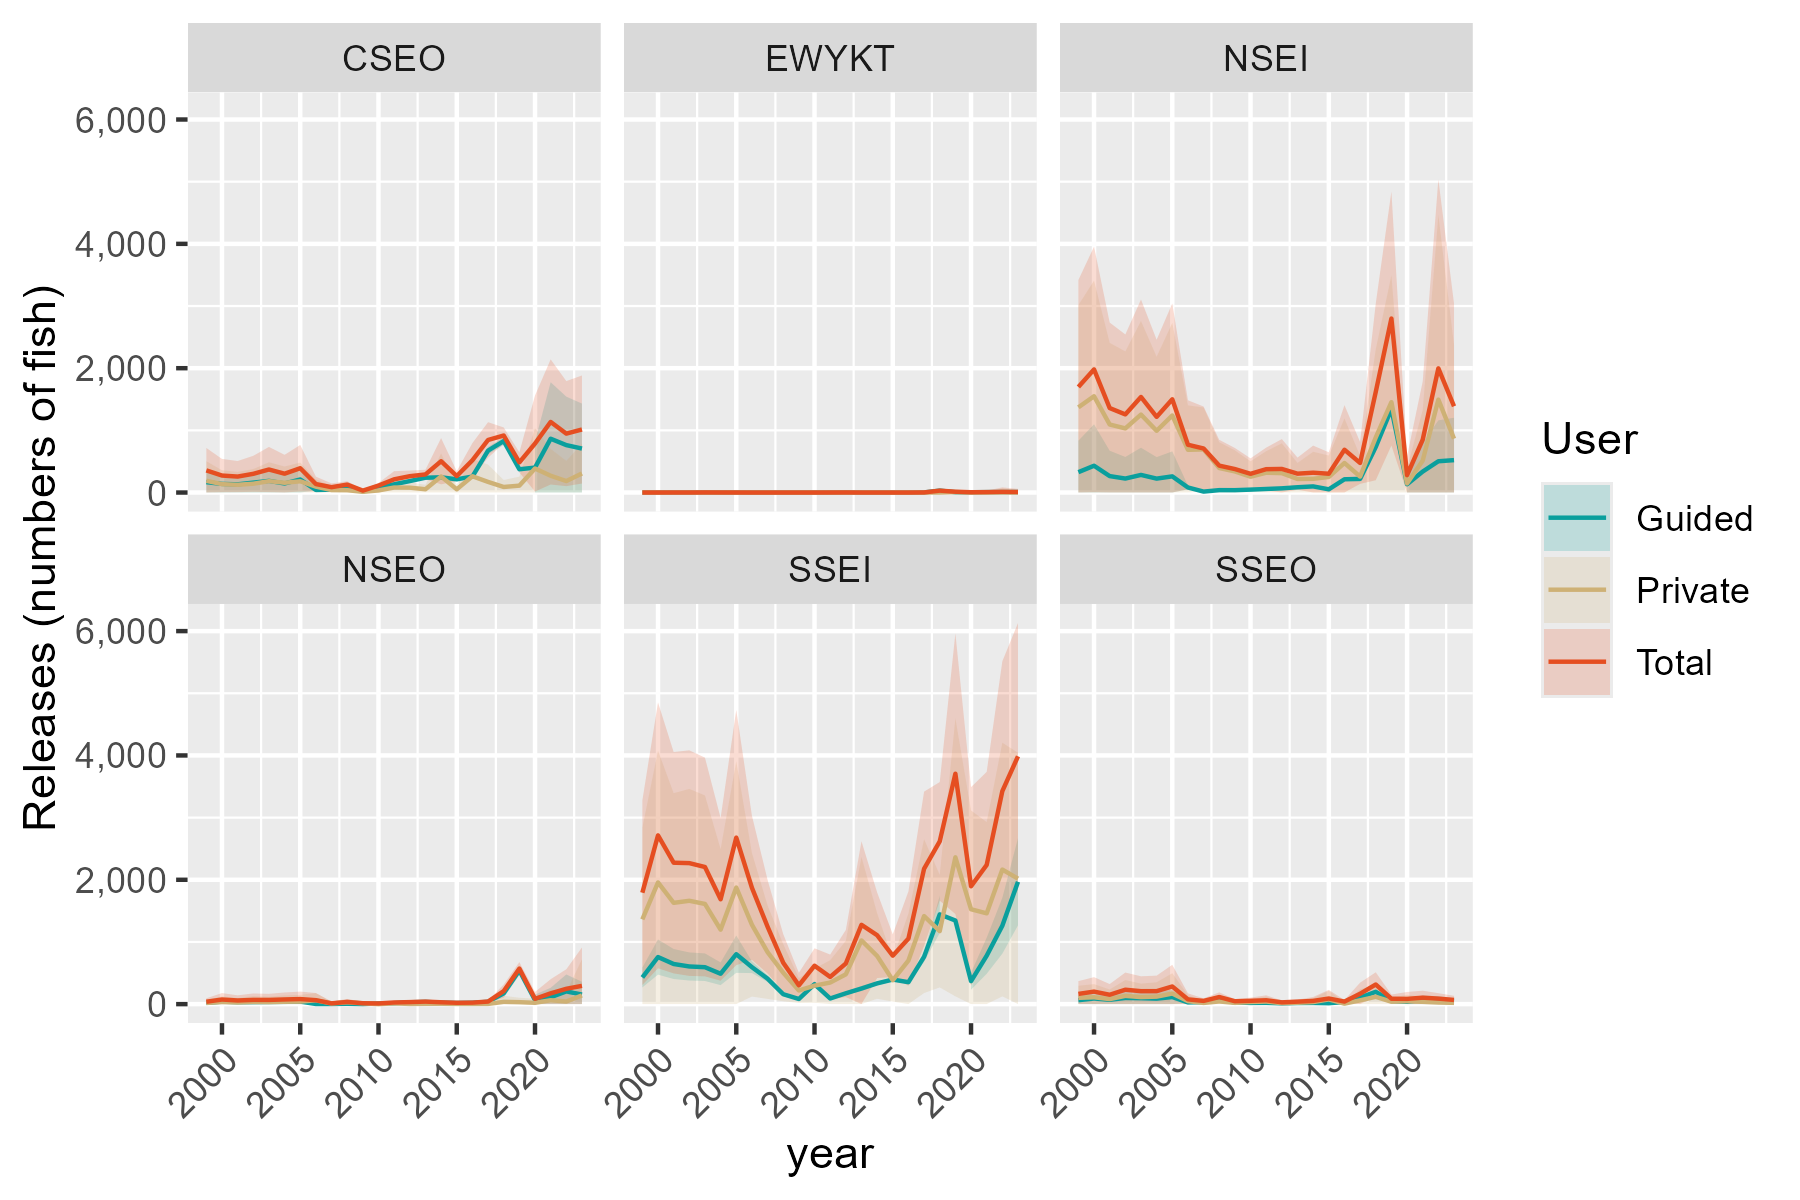 CSEO EWYKT NSEI
6,000
4,000
2,000
0
NSEO SSEI SSEO
6,000
4,000
2,000
0
2000 2005 2010 2015 2020 2000 2005 2010 2015 2020 2000 2005 2010 2015 2020
year
Releases (numbers of fish)
User
Guided
Private
Total